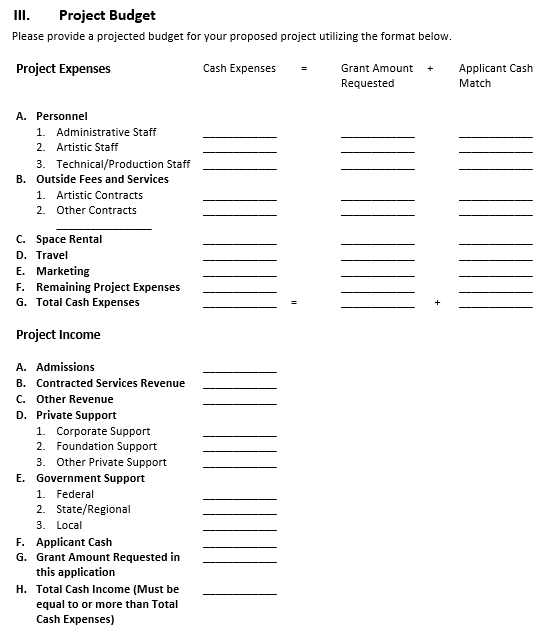 III. Project Budget
Please provide a projected budget for your proposed project utilizing the format below.
Project Expenses Cash Expenses = Grant Amount Requested + Applicant Cash Match
A. Personnel
1. Administrative Staff
2. Artistic Staff
3. Technical/Production Staff
B. Outside Fees and Services
1. Artistic Contracts
2. Other Contracts
C. Space Rental
D. Travel
E. Marketing
F. Remaining Project Expenses
G. Total Cash Expenses = +
Project Income
A. Admissions
B. Contracted Services Revenue
C. Other Revenue
D. Private Support
1. Corporate Support
2. Foundation Support
3. Other Private Support
E. Government Support
1. Federal
2. State/Regional
3. Local
F. Applicant Cash
G. Grant Amount Requested in
this application
H. Total Cash Income (Must be
equal to or more than Total
Cash Expenses)